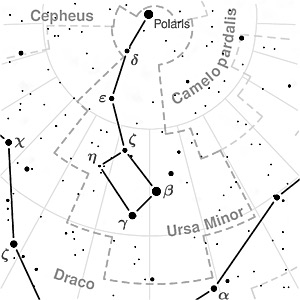 Cepheus
Polaris
Camelopardalis
δ
ε
χ
ζ
η
β
γ
Ursa Minor
ζ
Draco
α